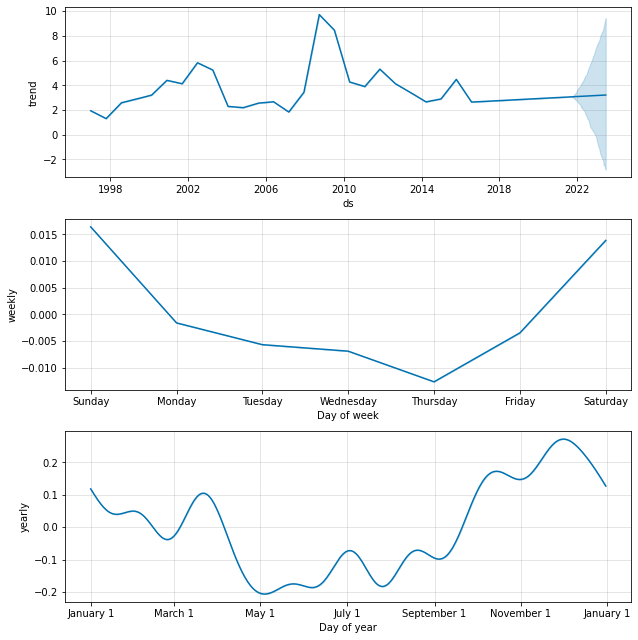 10
8
6
4
2
0
−2
trend
1998 2002 2006 2010 2014 2018 2022
ds
0.015
0.010
0.005
0.000
−0.005
−0.010
weekly
Sunday Monday Tuesday Wednesday Thursday Friday Saturday
Day of week
0.2
0.1
0.0
−0.1
−0.2
yearly
January 1 March 1 May 1 July 1 September 1 November 1 January 1
Day of year